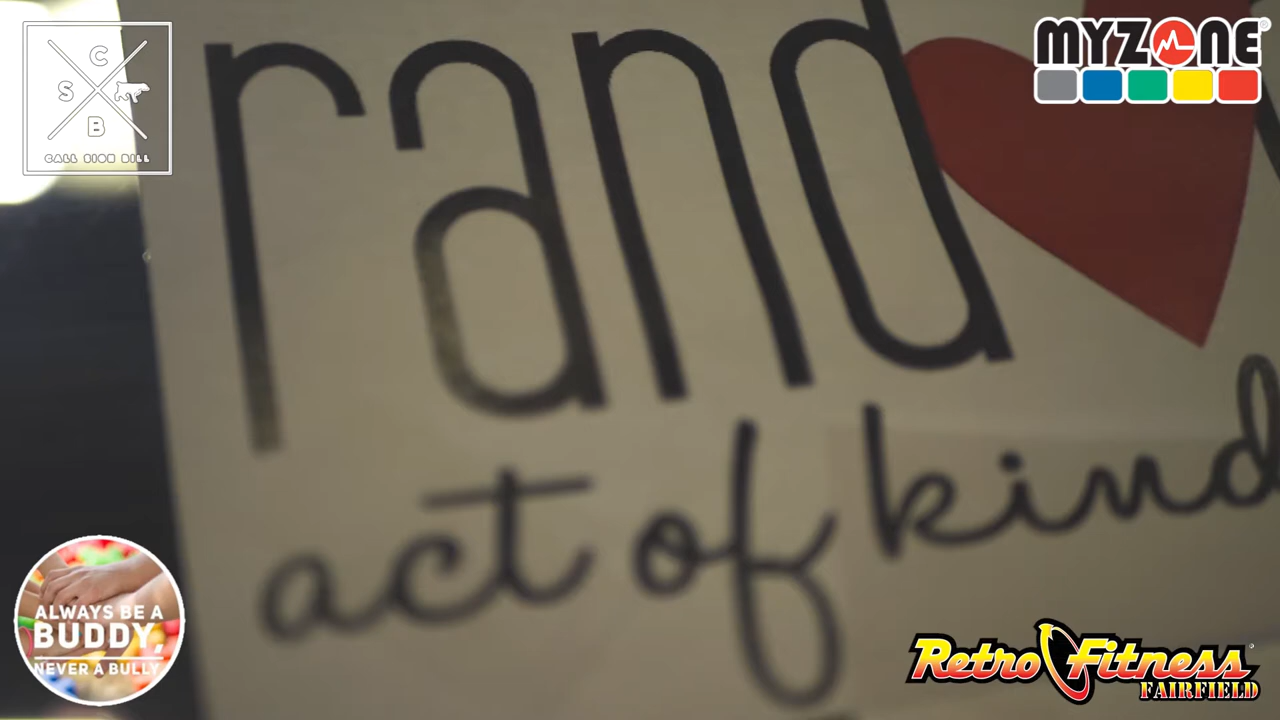 C
S
B
CALL SIGN BILL
MYZONE
rand
act of kind
ALWAYS BE A
BUDDY,
NEVER A BULLY
Retro Fitness
FAIRFIELD